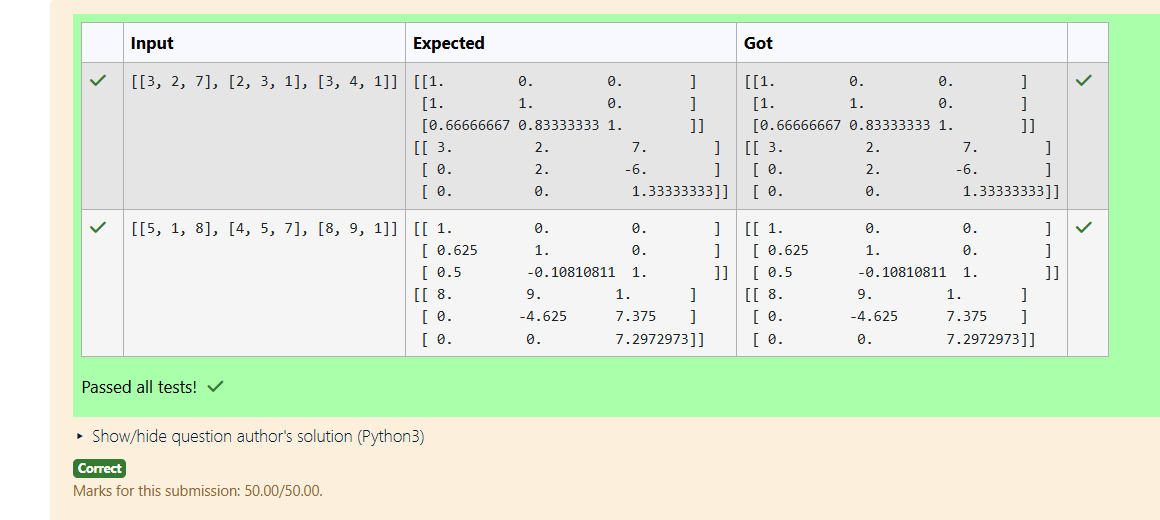 Input Expected Got
[[3, 2, 7], [2, 3, 1], [3, 4, 1]] [[1. 0. 0. ] [[1. 0. 0. ]
[1. 1. 0. ] [1. 1. 0. ]
[0.66666667 0.83333333 1. ]] [0.66666667 0.83333333 1. ]]
[[ 3. 2. 7. ] [[ 3. 2. 7. ]
[ 0. 2. -6. ] [ 0. 2. -6. ]
[ 0. 0. 1.33333333]] [ 0. 0. 1.33333333]]
[[5, 1, 8], [4, 5, 7], [8, 9, 1]] [[ 1. 0. 0. ] [[ 1. 0. 0. ]
[ 0.625 1. 0. ] [ 0.625 1. 0. ]
[ 0.5 -0.10810811 1. ]] [ 0.5 -0.10810811 1. ]]
[[ 8. 9. 1. ] [[ 8. 9. 1. ]
[ 0. -4.625 7.375 ] [ 0. -4.625 7.375 ]
[ 0. 0. 7.2972973]] [ 0. 0. 7.2972973]]
Passed all tests!
Show/hide question author's solution (Python3)
Correct
Marks for this submission: 50.00/50.00.